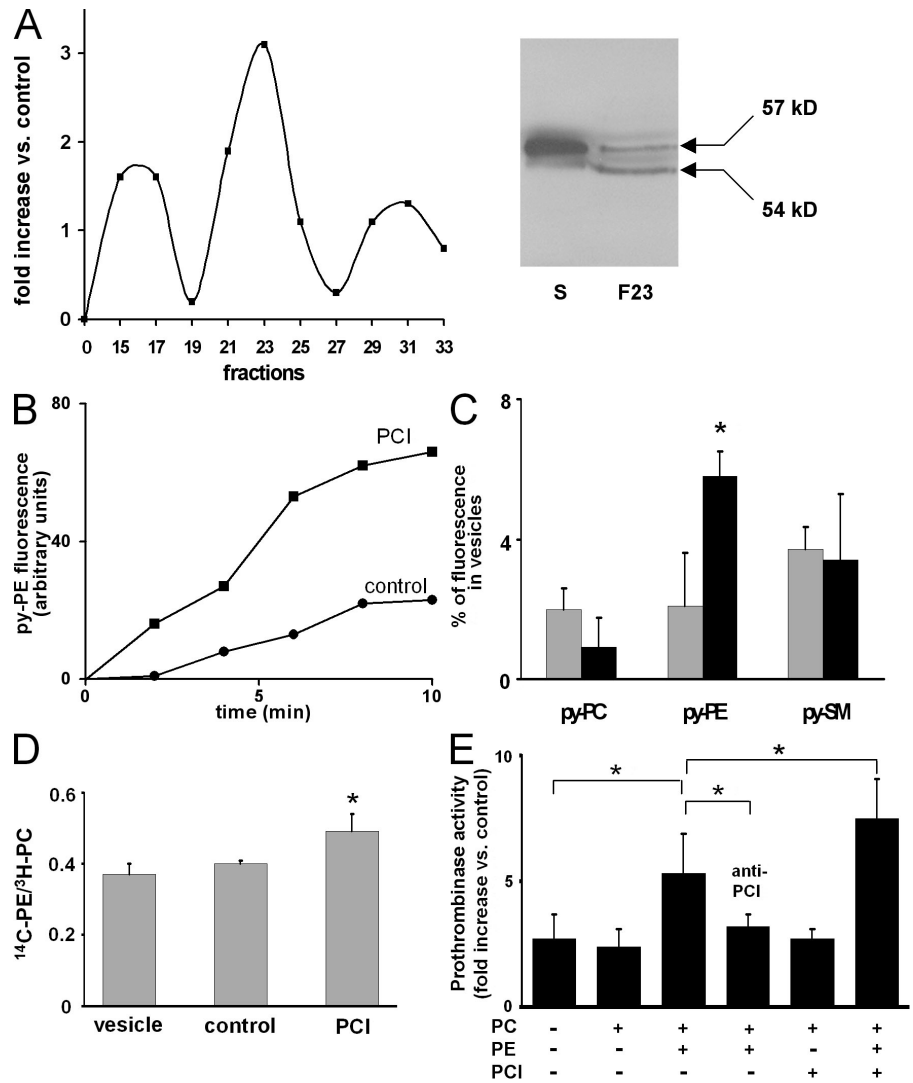 A
fold increase vs. control
3
2
1
0
0 15 17 19 21 23 25 27 29 31 33
fractions
57 kD
54 kD
S F23
B
py-PE fluorescence
(arbitrary units)
80
40
0
PCI
control
0 5 10
time (min)
C
% of fluorescence
in vesicles
8
4
0
*
py-PC py-PE py-SM
D
14C-PE/3H-PC
0.6
0.4
0.2
0
*
vesicle control PCI
E
Prothrombinase activity
(fold increase vs. control)
10
5
0
* * *
anti-
PCI
PC - + + + + +
PE - - + + - +
PCI - - - - + +